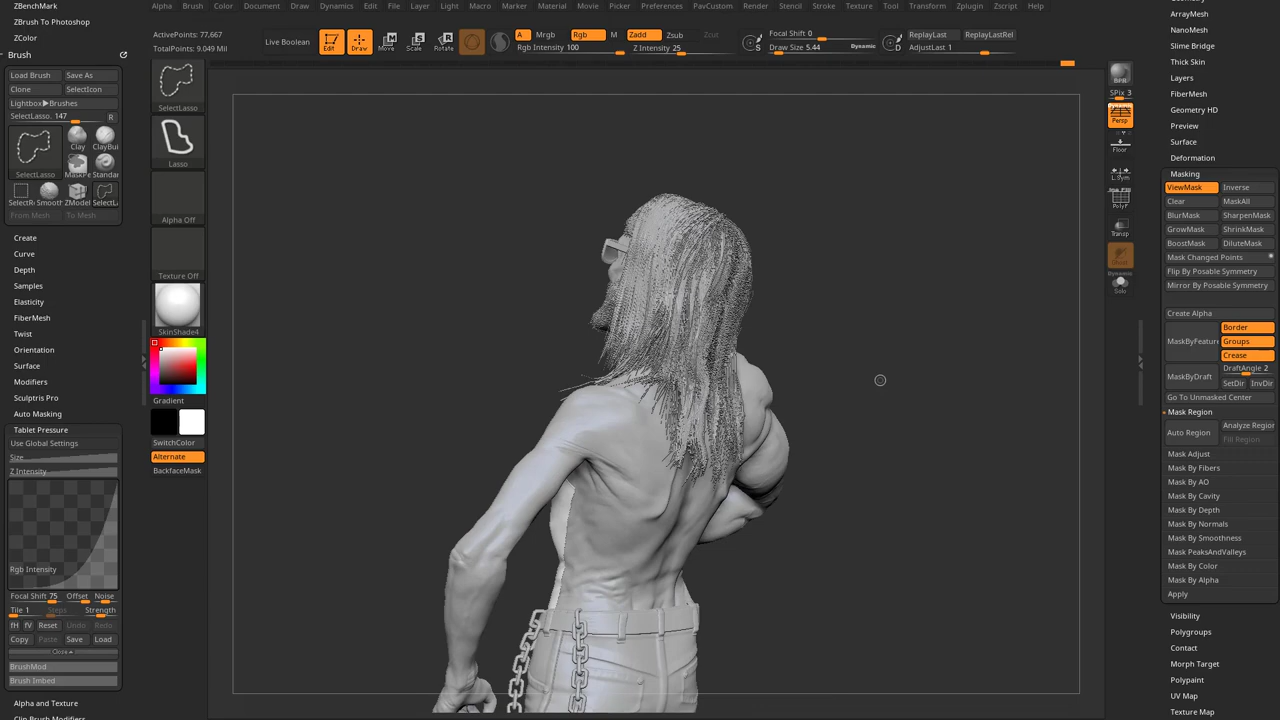 ZBenchMark
ZBrush To Photoshop
ZColor
Brush
Load Brush Save As
Clone SelectIcon
Lightbox▶Brushes
SelectLasso. 147 R
Clay ClayBui
SelectLasso MaskPe Standar
SelectRe Smooth ZModel SelectL
From Mesh To Mesh
Create
Curve
Depth
Samples
Elasticity
FiberMesh
Twist
Orientation
Surface
Modifiers
Sculptris Pro
Auto Masking
Tablet Pressure
Use Global Settings
Size
Z Intensity
Rgb Intensity
Focal Shift 75 Offset Noise
Tile 1 Steps Strength
fH fV Reset Undo Redo
Copy Paste Save Load
Close
BrushMod
Brush Imbed
Alpha and Texture
Clip Brush Modifiers
Alpha Brush Color Document Draw Dynamics Edit File Layer Light Macro Marker Material Movie Picker Preferences PavCustom Render Stencil Stroke Texture Tool Transform Zplugin Zscript Help
ActivePoints: 77,667
TotalPoints: 9.049 Mil
Live Boolean
Edit Draw Move Scale Rotate
A Mrgb Rgb M Zadd Zsub Zcut
Rgb Intensity 100 Z Intensity 25
S Focal Shift 0
Draw Size 5.44 Dynamic
D ReplayLast ReplayLastRel
AdjustLast 1
SelectLasso
Lasso
Alpha Off
Texture Off
SkinShade4
Gradient
SwitchColor
Alternate
BackfaceMask
BPR
SPix 3
Persp
Floor
L.Sym
PolyF
Transp
Ghost
Dynamic
Solo
ArrayMesh
NanoMesh
Slime Bridge
Thick Skin
Layers
FiberMesh
Geometry HD
Preview
Surface
Deformation
Masking
ViewMask Inverse
Clear MaskAll
BlurMask SharpenMask
GrowMask ShrinkMask
BoostMask DiluteMask
Mask Changed Points
Flip By Posable Symmetry
Mirror By Posable Symmetry
Create Alpha
MaskByFeature Border
Groups
Crease
MaskByDraft DraftAngle 2
SetDir InvDir
Go To Unmasked Center
Mask Region
Auto Region Analyze Region
Fill Region
Mask Adjust
Mask By Fibers
Mask By AO
Mask By Cavity
Mask By Depth
Mask By Normals
Mask By Smoothness
Mask PeaksAndValleys
Mask By Color
Mask By Alpha
Apply
Visibility
Polygroups
Contact
Morph Target
Polypaint
UV Map
Texture Map